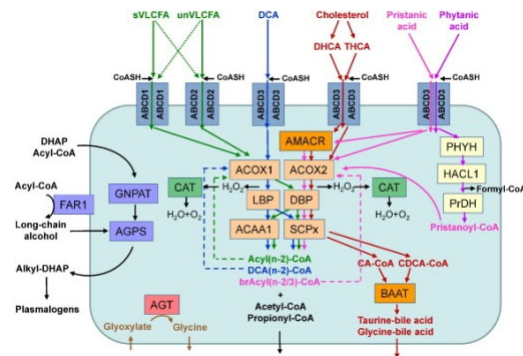 sVLCFA unVLCFA DCA Cholesterol Pristanic acid Phytanic acid
DHCA THCA
CoASH CoASH CoASH CoASH CoASH
ABCD1 ABCD1 ABCD2 ABCD2 ABCD3 ABCD3 ABCD3 ABCD3 ABCD3 ABCD3
DHAP
Acyl-CoA
AMACR
PHYH
ACOX1 ACOX2
HACL1
Acyl-CoA
GNPAT
CAT H2O2 H2O2 CAT
Formyl-CoA
FAR1
LBP DBP
PrDH
H2O+O2 H2O+O2
Long-chain
alcohol
AGPS
ACAA1 SCPx
Pristanoyl-CoA
Acyl(n-2)-CoA
DCA(n-2)-CoA
brAcyl(n-2/3)-CoA
CA-CoA CDCA-CoA
Alkyl-DHAP
BAAT
Plasmalogens
AGT
+
Acetyl-CoA
Propionyl-CoA
Taurine-bile acid
Glycine-bile acid
Glyoxylate Glycine